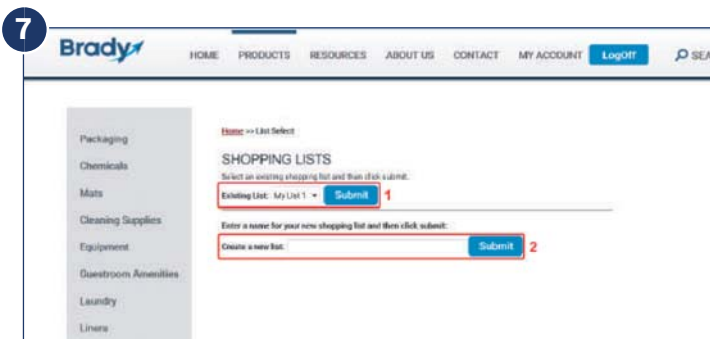 7
Brady
HOME PRODUCTS RESOURCES ABOUT US CONTACT MY ACCOUNT LogOff SEA
Home >> List Select
SHOPPING LISTS
Select an existing shopping list and then click submit.
Existing List: My List 1 Submit 1
Enter a name for your new shopping list and then click submit:
Create a new list: Submit 2
Packaging
Chemicals
Mats
Cleaning Supplies
Equipment
Guestroom Amenities
Laundry
Liners